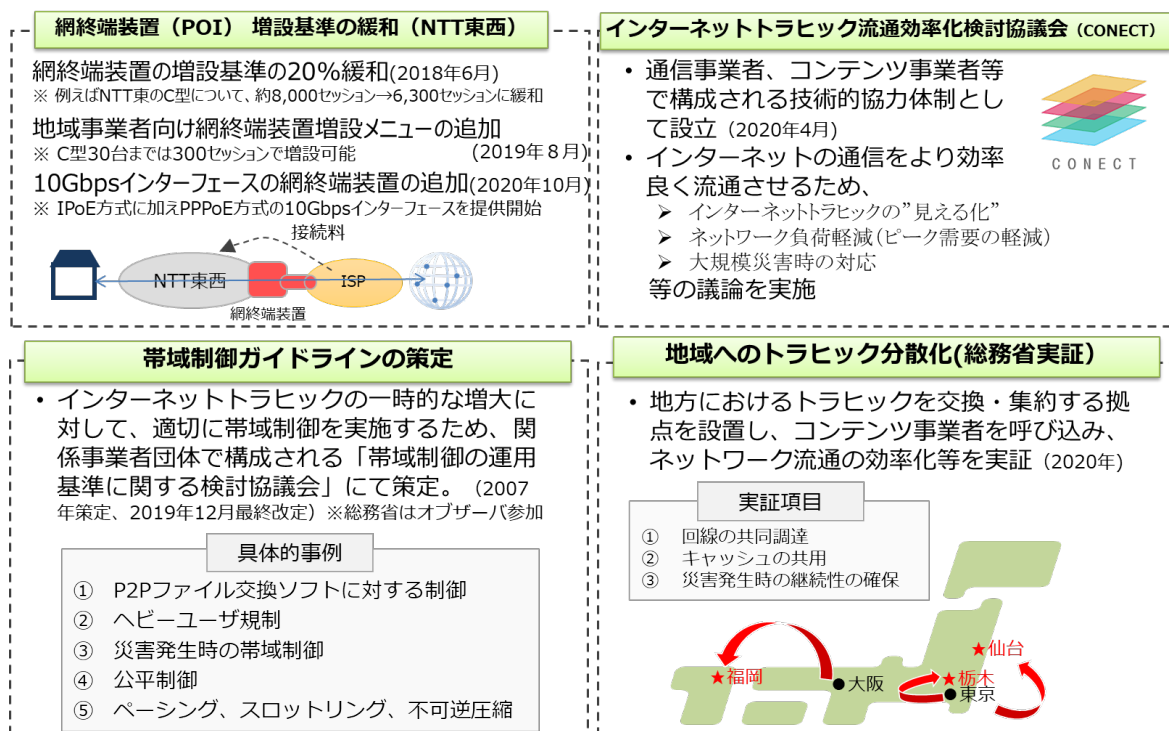 網終端装置（POI） 増設基準の緩和（NTT東西）
網終端装置の増設基準の20%緩和(2018年6月)
※ 例えばNTT東のC型について、約8,000セッション→6,300セッションに緩和
地域事業者向け網終端装置増設メニューの追加
※ C型30台までは300セッションで増設可能
(2019年８月)
10Gbpsインターフェースの網終端装置の追加(2020年10月)
※ IPoE方式に加えPPPoE方式の10Gbpsインターフェースを提供開始
接続料
NTT東西
ISP
網終端装置
インターネットトラヒック流通効率化検討協議会（CONECT）
• 通信事業者、コンテンツ事業者等
で構成される技術的協力体制とし
て設立（2020年4月）
• インターネットの通信をより効率
良く流通させるため、
➢ インターネットトラヒックの”見える化”
➢ ネットワーク負荷軽減（ピーク需要の軽減）
➢ 大規模災害時の対応
等の議論を実施
CONECT
帯域制御ガイドラインの策定
• インターネットトラヒックの一時的な増大に
対して、適切に帯域制御を実施するため、関
係事業者団体で構成される「帯域制御の運用
基準に関する検討協議会」にて策定。（2007
年策定、2019年12月最終改定）※総務省はオブザーバ参加
具体的事例
① P2Pファイル交換ソフトに対する制御
② ヘビーユーザ規制
③ 災害発生時の帯域制御
④ 公平制御
⑤ ペーシング、スロットリング、不可逆圧縮
地域へのトラヒック分散化(総務省実証）
• 地方におけるトラヒックを交換・集約する拠
点を設置し、コンテンツ事業者を呼び込み、
ネットワーク流通の効率化等を実証（2020年)
実証項目
① 回線の共同調達
② キャッシュの共用
③ 災害発生時の継続性の確保
★仙台
★福岡
★栃木
●大阪
●東京